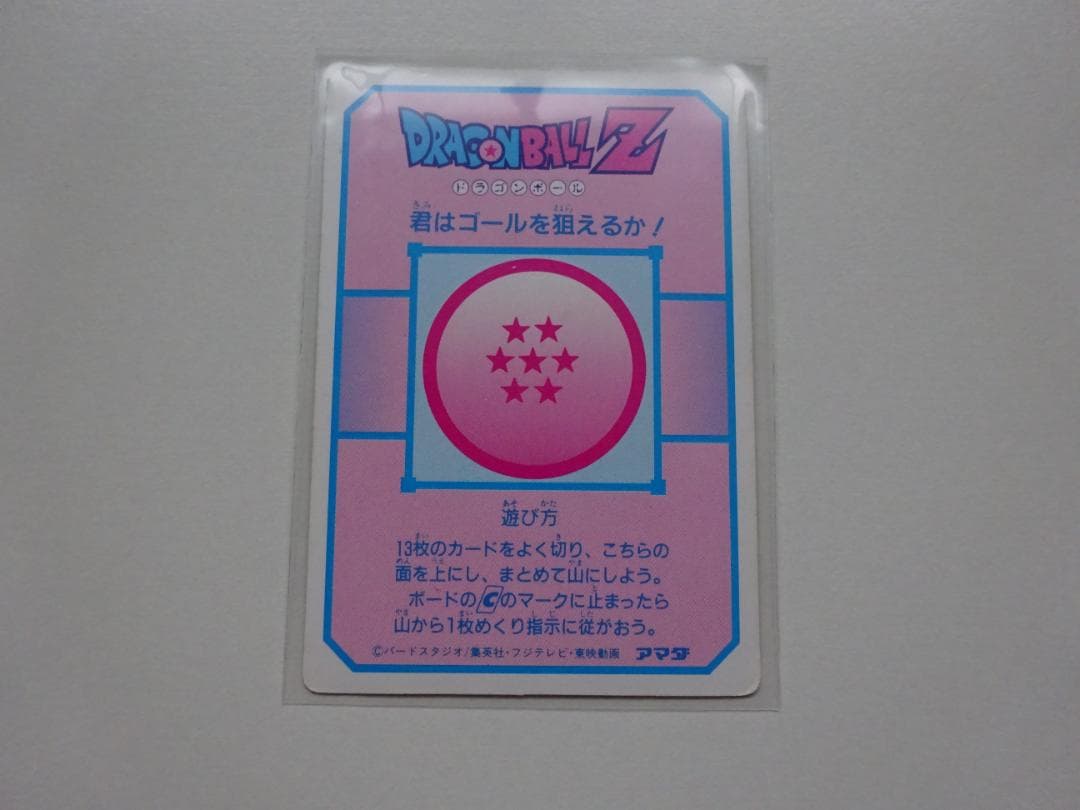 DRAGONBALL Z
ドラゴンボール
君はゴールを狙えるか!
遊び方
13枚のカードをよく切り、こちらの
面を上にし、まとめて山にしよう。
ボードのCのマークに止まったら
山から1枚めくり指示に従がおう。
©バードスタジオ/集英社・フジテレビ・東映動画 アマダ